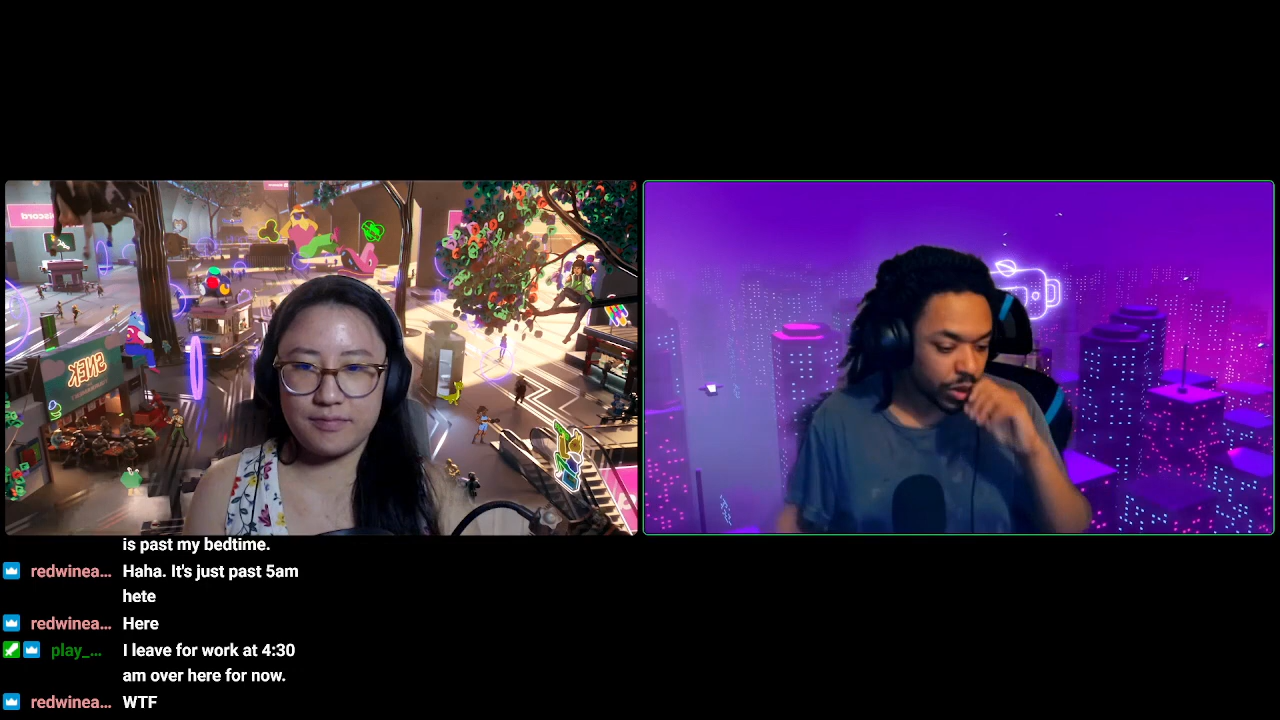 SNEK
is past my bedtime.
redwinea... Haha. It's just past 5am
hete
redwinea... Here
play_... I leave for work at 4:30
am over here for now.
redwinea... WTF